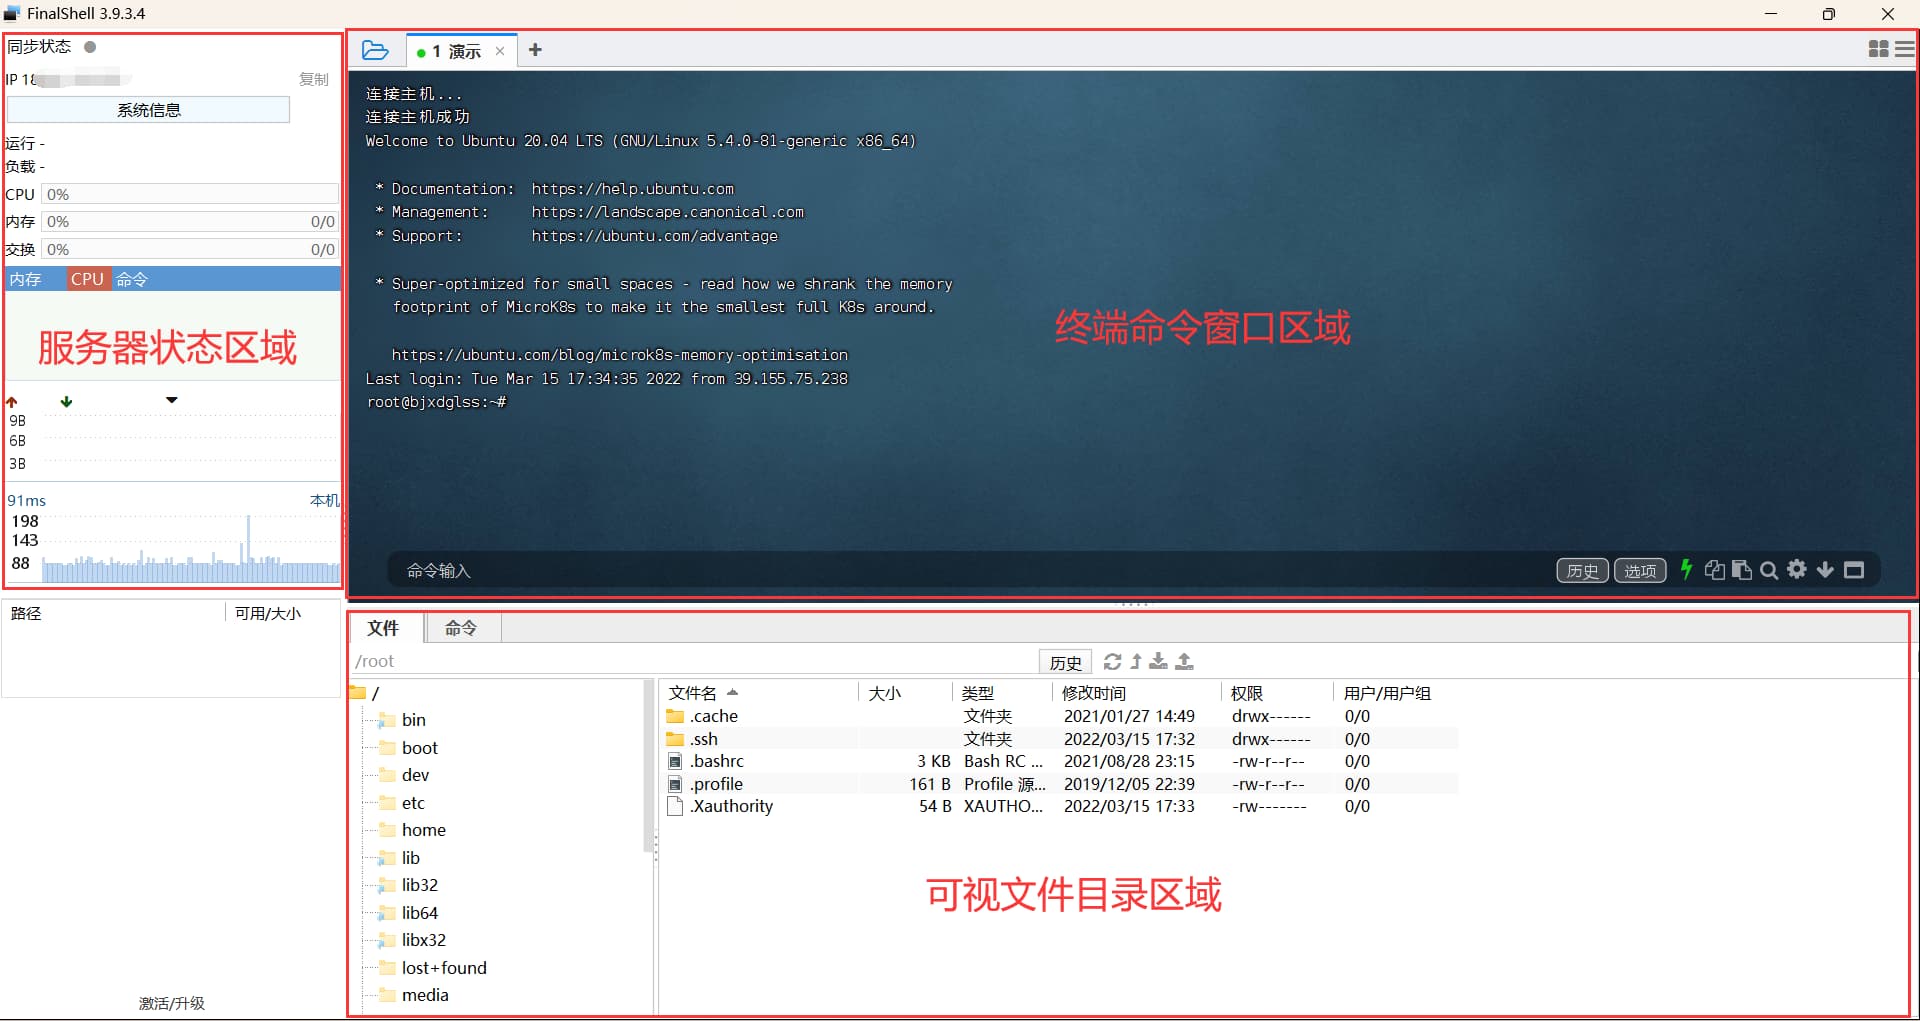 FinalShell 3.9.3.4
同步状态
IP 18
复制
系统信息
运行 -
负载 -
CPU 0%
内存 0% 0/0
交换 0% 0/0
内存 CPU 命令
服务器状态区域
9B
6B
3B
91ms 本机
198
143
88
路径 可用/大小
激活/升级
1 演示
连接主机...
连接主机成功
Welcome to Ubuntu 20.04 LTS (GNU/Linux 5.4.0-81-generic x86_64)
* Documentation: https://help.ubuntu.com
* Management: https://landscape.canonical.com
* Support: https://ubuntu.com/advantage
* Super-optimized for small spaces - read how we shrank the memory
footprint of MicroK8s to make it the smallest full K8s around.
https://ubuntu.com/blog/microk8s-memory-optimisation
Last login: Tue Mar 15 17:34:35 2022 from 39.155.75.238
root@bjxdglss:~#
终端命令窗口区域
命令输入
历史 选项
文件 命令
/root
历史
/
bin
boot
dev
etc
home
lib
lib32
lib64
libx32
lost+found
media
文件名 大小 类型 修改时间 权限 用户/用户组
.cache 文件夹 2021/01/27 14:49 drwx------ 0/0
.ssh 文件夹 2022/03/15 17:32 drwx------ 0/0
.bashrc 3 KB Bash RC ... 2021/08/28 23:15 -rw-r--r-- 0/0
.profile 161 B Profile 源... 2019/12/05 22:39 -rw-r--r-- 0/0
.Xauthority 54 B XAUTHO... 2022/03/15 17:33 -rw------- 0/0
可视文件目录区域